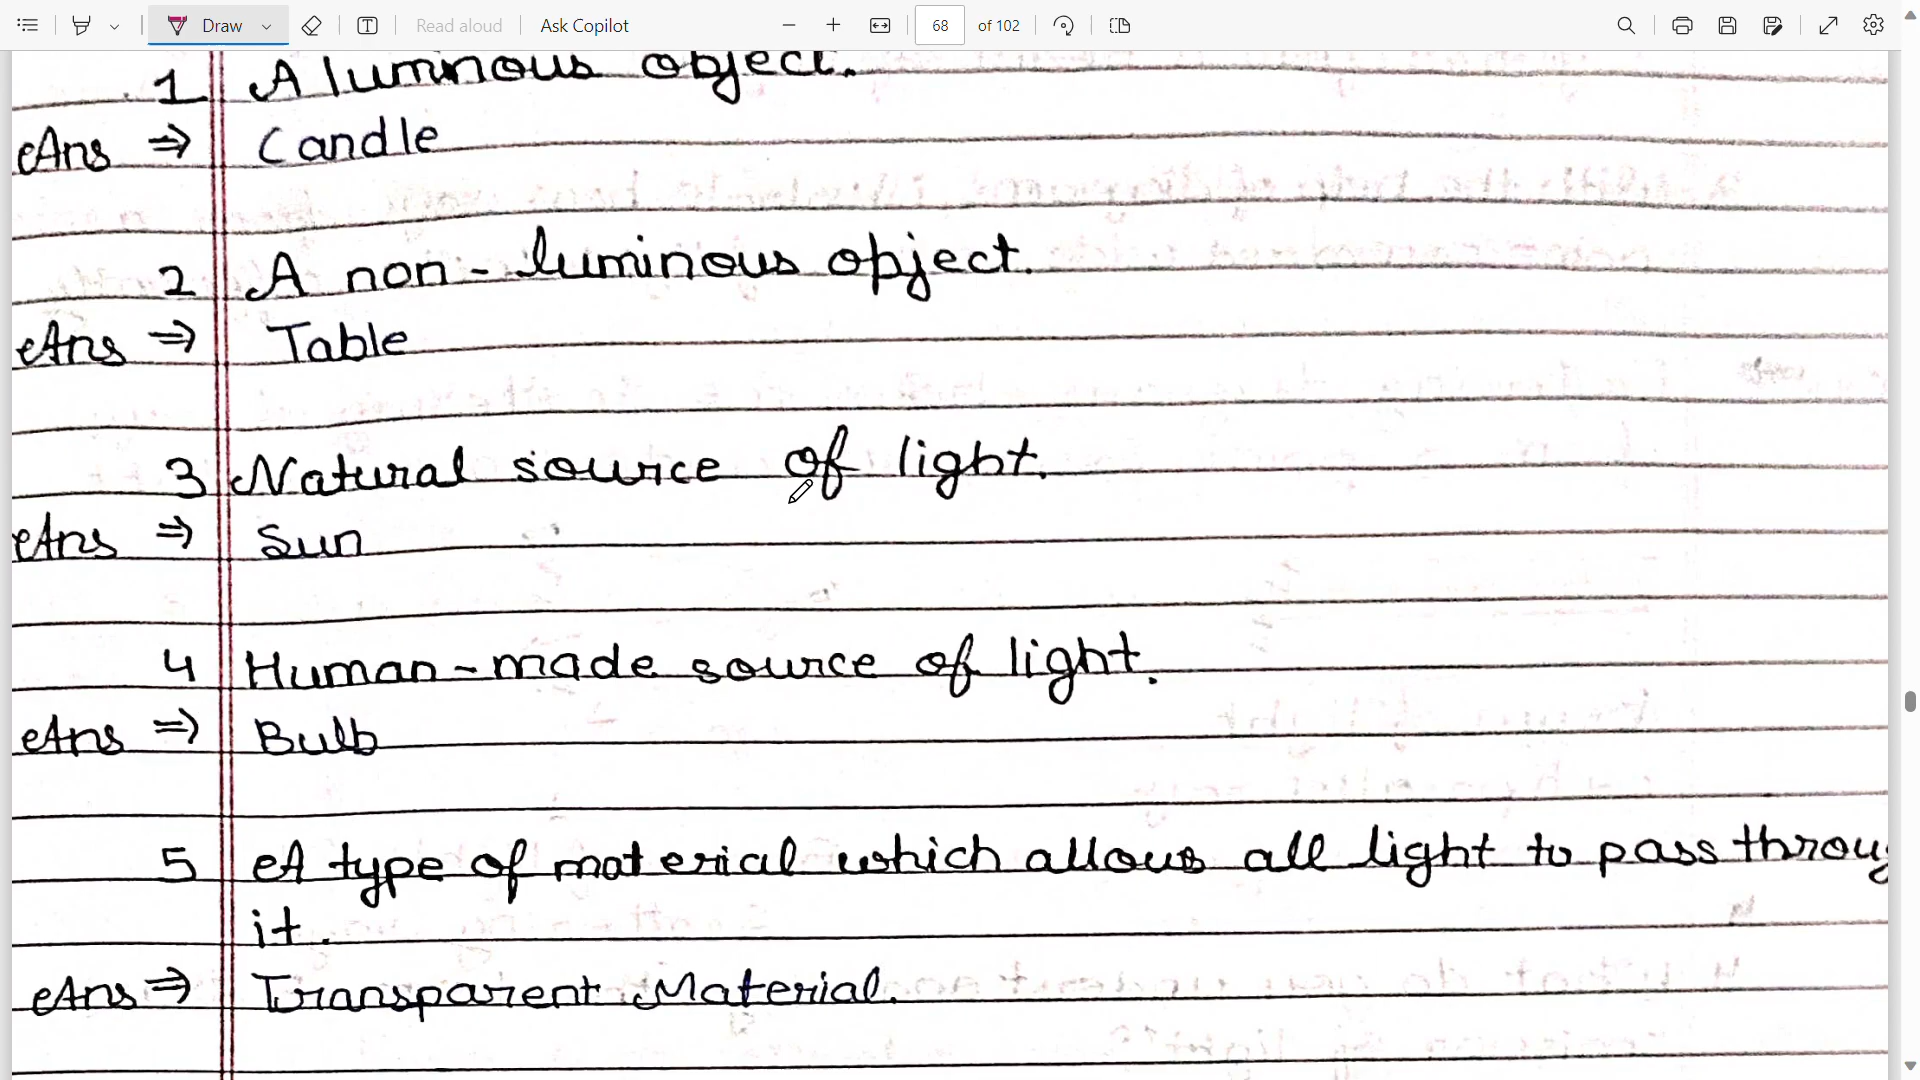 Draw
Read aloud
Ask Copilot
68
of 102
1 A luminous object.
Ans ⇒ Candle
2 A non-luminous object.
Ans ⇒ Table
3 Natural source of light.
Ans ⇒ Sun
4 Human-made source of light.
Ans ⇒ Bulb
5 A type of material which allows all light to pass throug
it.
Ans ⇒ Transparent Material.